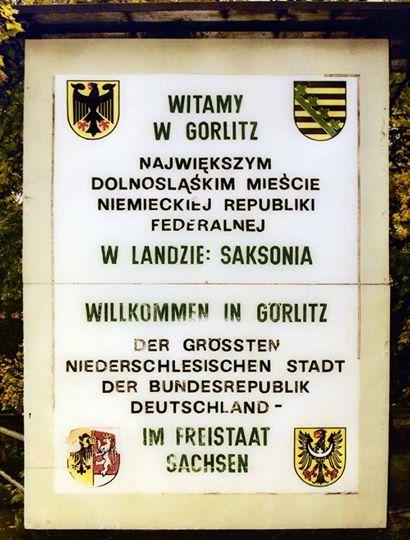 WITAMY
W GORLITZ
NAJWIĘKSZYM
DOLNOSLĄSKIM MIEŚCIE
NIEMIECKIEJ REPUBLIKI
FEDERALNEJ
W LANDZIE: SAKSONIA
WILLKOMMEN IN GÖRLITZ
DER GRÖSSTEN
NIEDERSCHLESISCHEN STADT
DER BUNDESREPUBLIK
DEUTSCHLAND-
IM FREISTAAT
SACHSEN